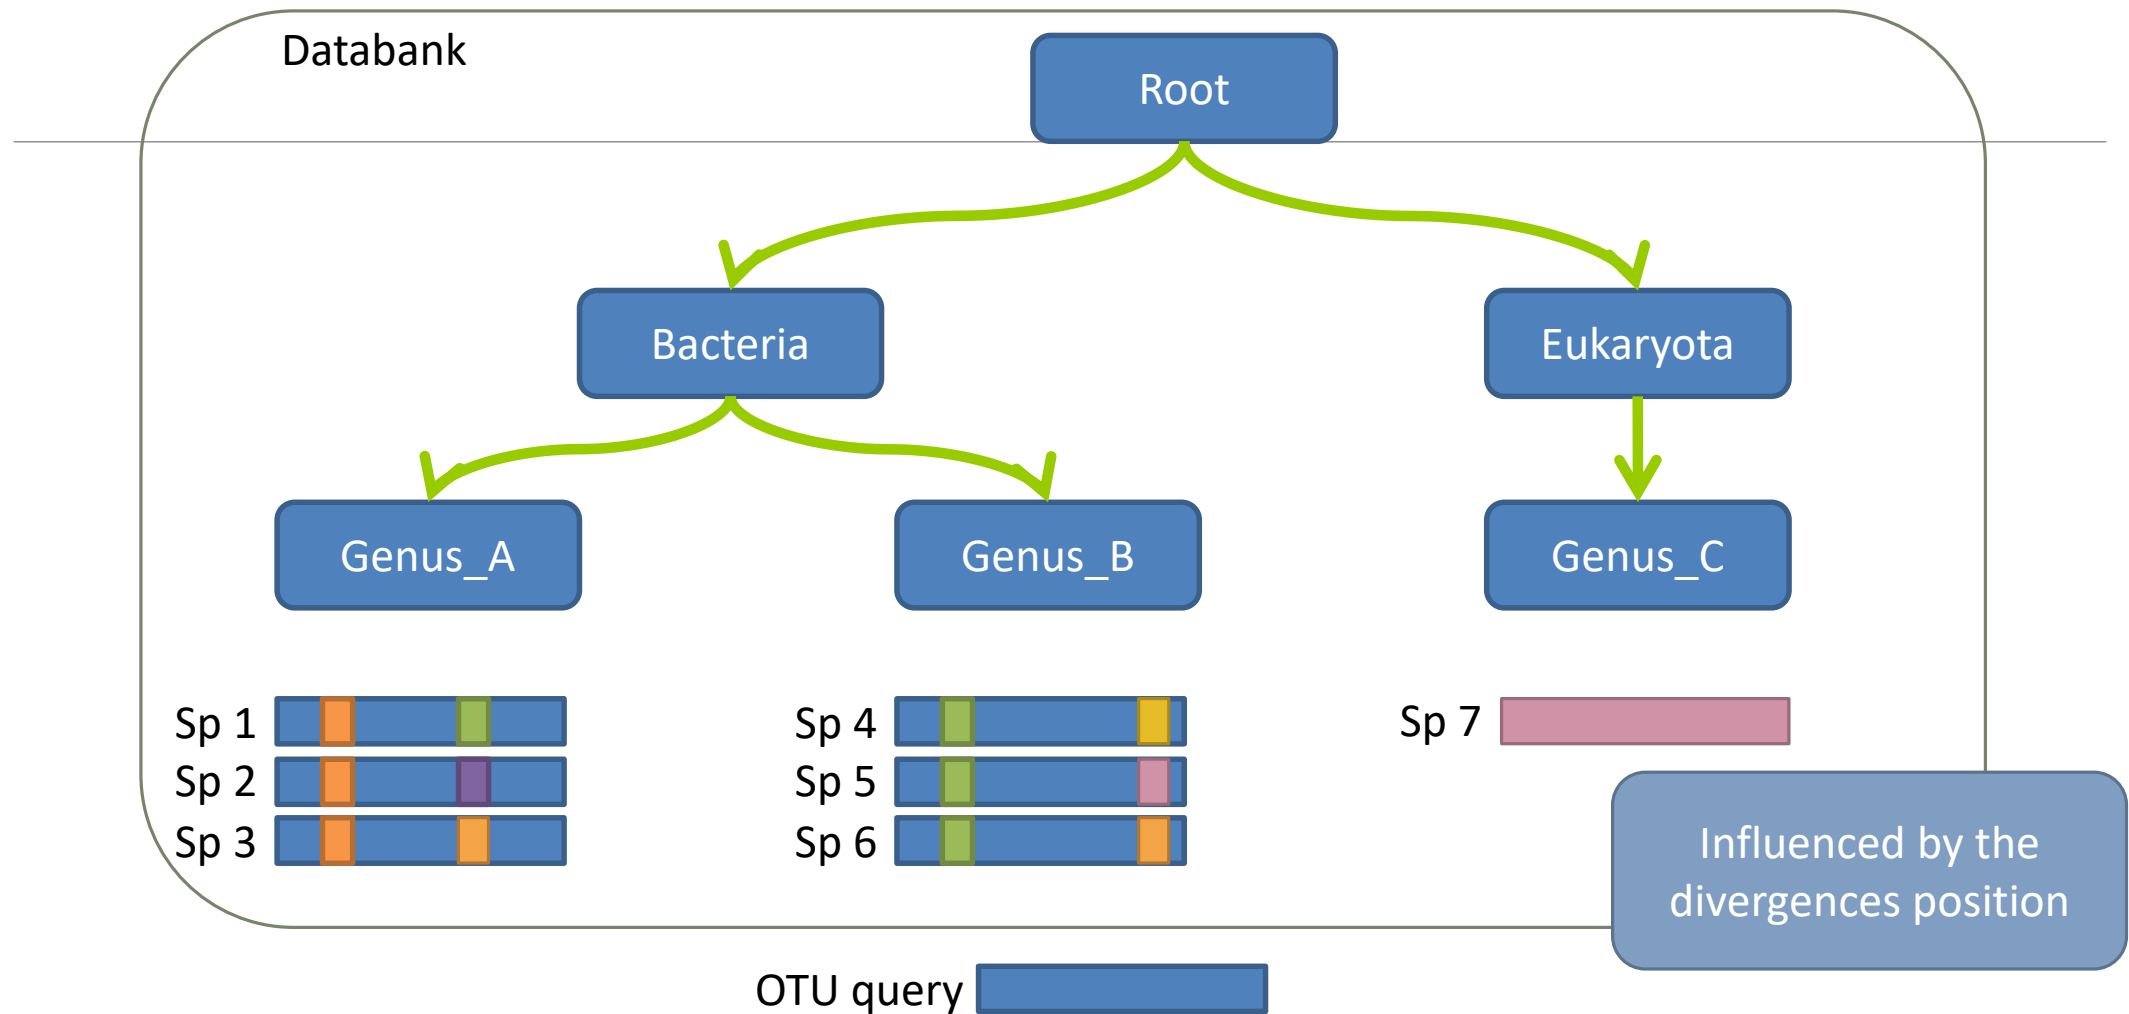 Databank
Root
Bacteria
Eukaryota
Genus_A
Genus_B
Genus_C
Sp 1
Sp 4
Sp 7
Sp 2
Sp 5
Sp 3
Sp 6
Influenced by the
divergences position
OTU query